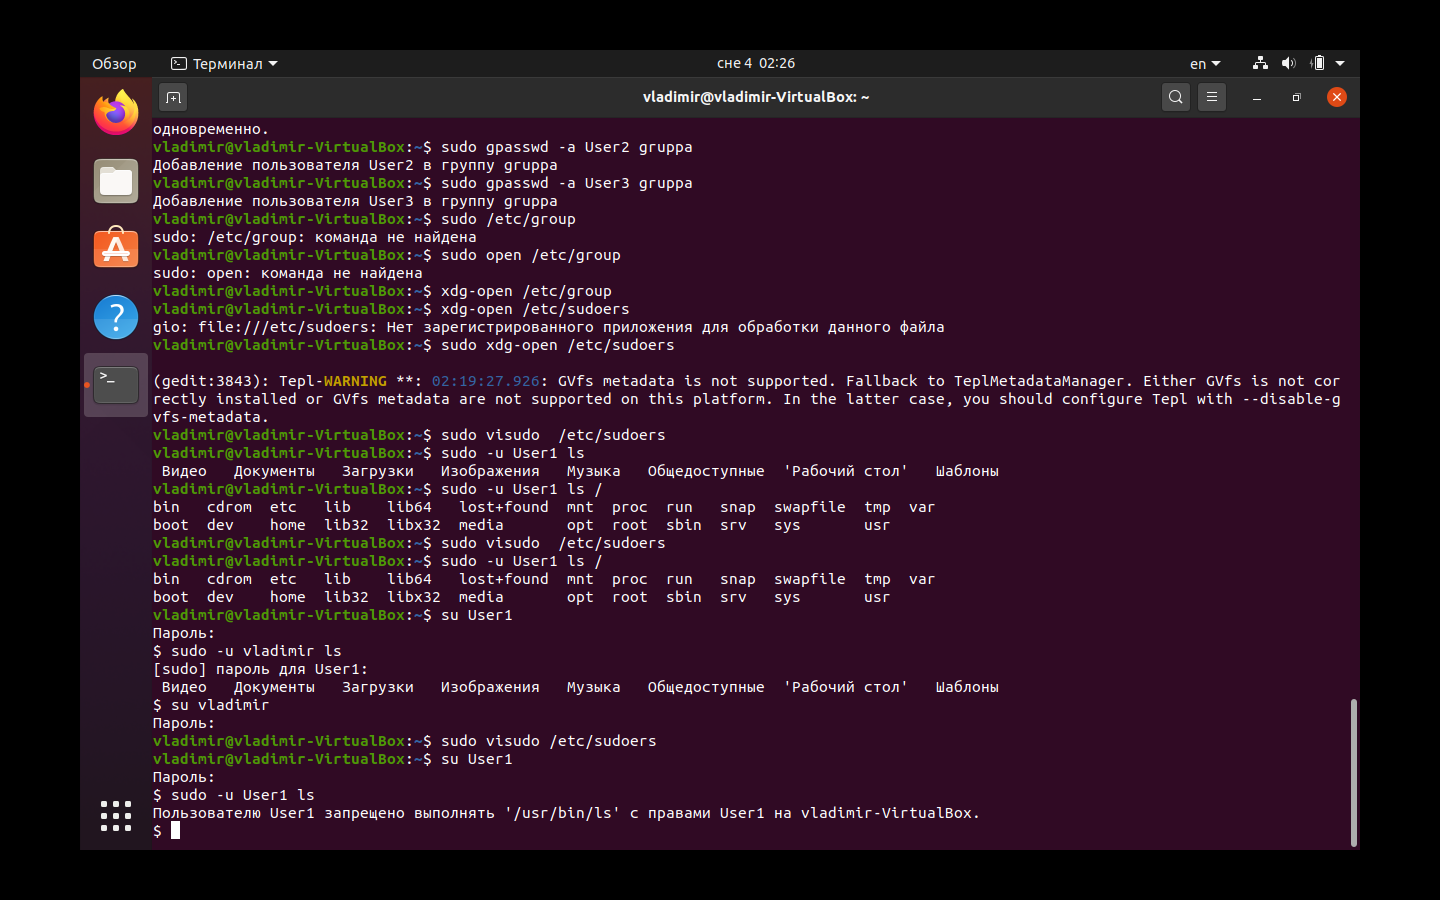 Обзор
Терминал
сне 4 02:26
en
vladimir@vladimir-VirtualBox: ~
одновременно.
vladimir@vladimir-VirtualBox:~$ sudo gpasswd -a User2 gruppa
Добавление пользователя User2 в группу gruppa
vladimir@vladimir-VirtualBox:~$ sudo gpasswd -a User3 gruppa
Добавление пользователя User3 в группу gruppa
vladimir@vladimir-VirtualBox:~$ sudo /etc/group
sudo: /etc/group: команда не найдена
vladimir@vladimir-VirtualBox:~$ sudo open /etc/group
sudo: open: команда не найдена
vladimir@vladimir-VirtualBox:~$ xdg-open /etc/group
vladimir@vladimir-VirtualBox:~$ xdg-open /etc/sudoers
gio: file:///etc/sudoers: Нет зарегистрированного приложения для обработки данного файла
vladimir@vladimir-VirtualBox:~$ sudo xdg-open /etc/sudoers
(gedit:3843): Tepl-WARNING **: 02:19:27.926: GVfs metadata is not supported. Fallback to TeplMetadataManager. Either GVfs is not cor
rectly installed or GVfs metadata are not supported on this platform. In the latter case, you should configure Tepl with --disable-g
vfs-metadata.
vladimir@vladimir-VirtualBox:~$ sudo visudo  /etc/sudoers
vladimir@vladimir-VirtualBox:~$ sudo -u User1 ls
Видео   Документы   Загрузки   Изображения   Музыка   Общедоступные  'Рабочий стол'   Шаблоны
vladimir@vladimir-VirtualBox:~$ sudo -u User1 ls /
bin   cdrom  etc   lib    lib64   lost+found  mnt  proc  run   snap  swapfile  tmp  var
boot  dev    home  lib32  libx32  media       opt  root  sbin  srv   sys       usr
vladimir@vladimir-VirtualBox:~$ sudo visudo  /etc/sudoers
vladimir@vladimir-VirtualBox:~$ sudo -u User1 ls /
bin   cdrom  etc   lib    lib64   lost+found  mnt  proc  run   snap  swapfile  tmp  var
boot  dev    home  lib32  libx32  media       opt  root  sbin  srv   sys       usr
vladimir@vladimir-VirtualBox:~$ su User1
Пароль:
$ sudo -u vladimir ls
[sudo] пароль для User1:
Видео   Документы   Загрузки   Изображения   Музыка   Общедоступные  'Рабочий стол'   Шаблоны
$ su vladimir
Пароль:
vladimir@vladimir-VirtualBox:~$ sudo visudo /etc/sudoers
vladimir@vladimir-VirtualBox:~$ su User1
Пароль:
$ sudo -u User1 ls
Пользователю User1 запрещено выполнять '/usr/bin/ls' с правами User1 на vladimir-VirtualBox.
$